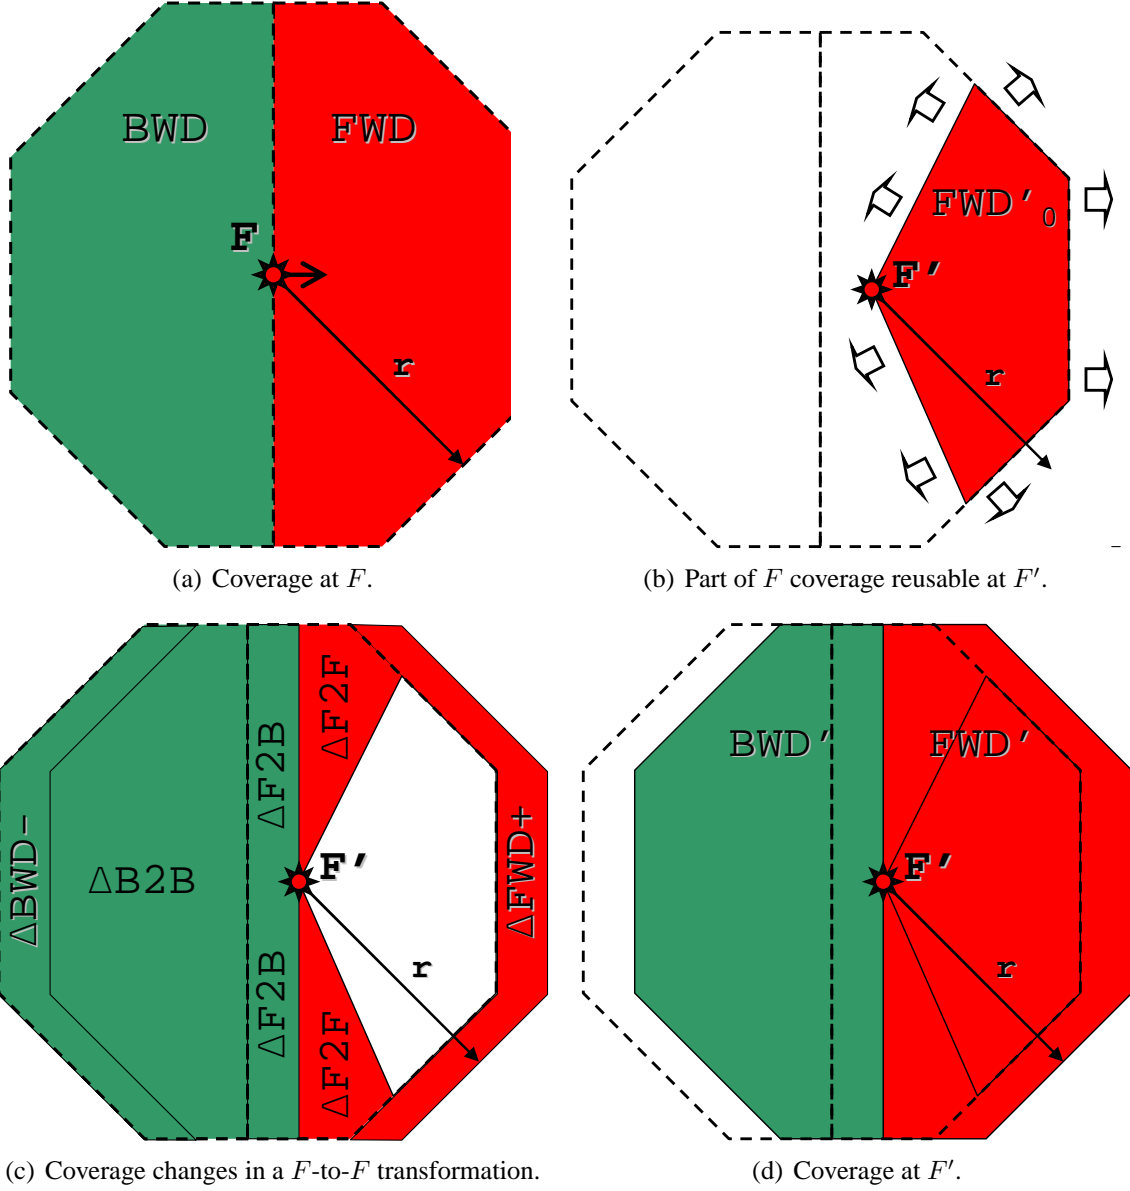 BWD
FWD
F
r
(a) Coverage at F.
FWD'0
F'
r
(b) Part of F coverage reusable at F′.
ΔBWD-
ΔB2B
ΔF2B
ΔF2B
ΔF2F
ΔF2F
F'
r
ΔFWD+
(c) Coverage changes in a F-to-F transformation.
BWD'
FWD'
F'
r
(d) Coverage at F′.